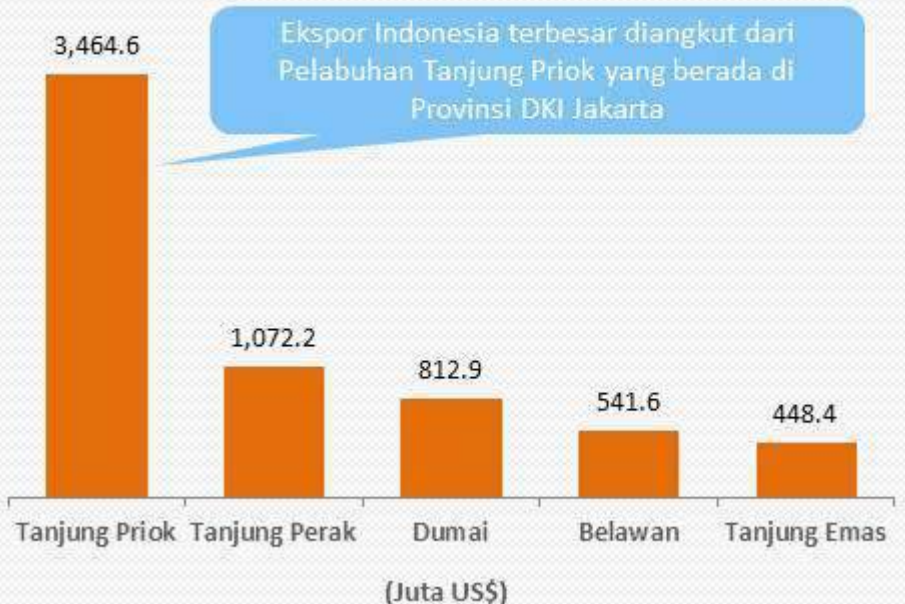 3,464.6
Ekspor Indonesia terbesar diangkut dari
Pelabuhan Tanjung Priok yang berada di
Provinsi DKI Jakarta
1,072.2
812.9
541.6
448.4
Tanjung Priok Tanjung Perak Dumai Belawan Tanjung Emas
(Juta US$)